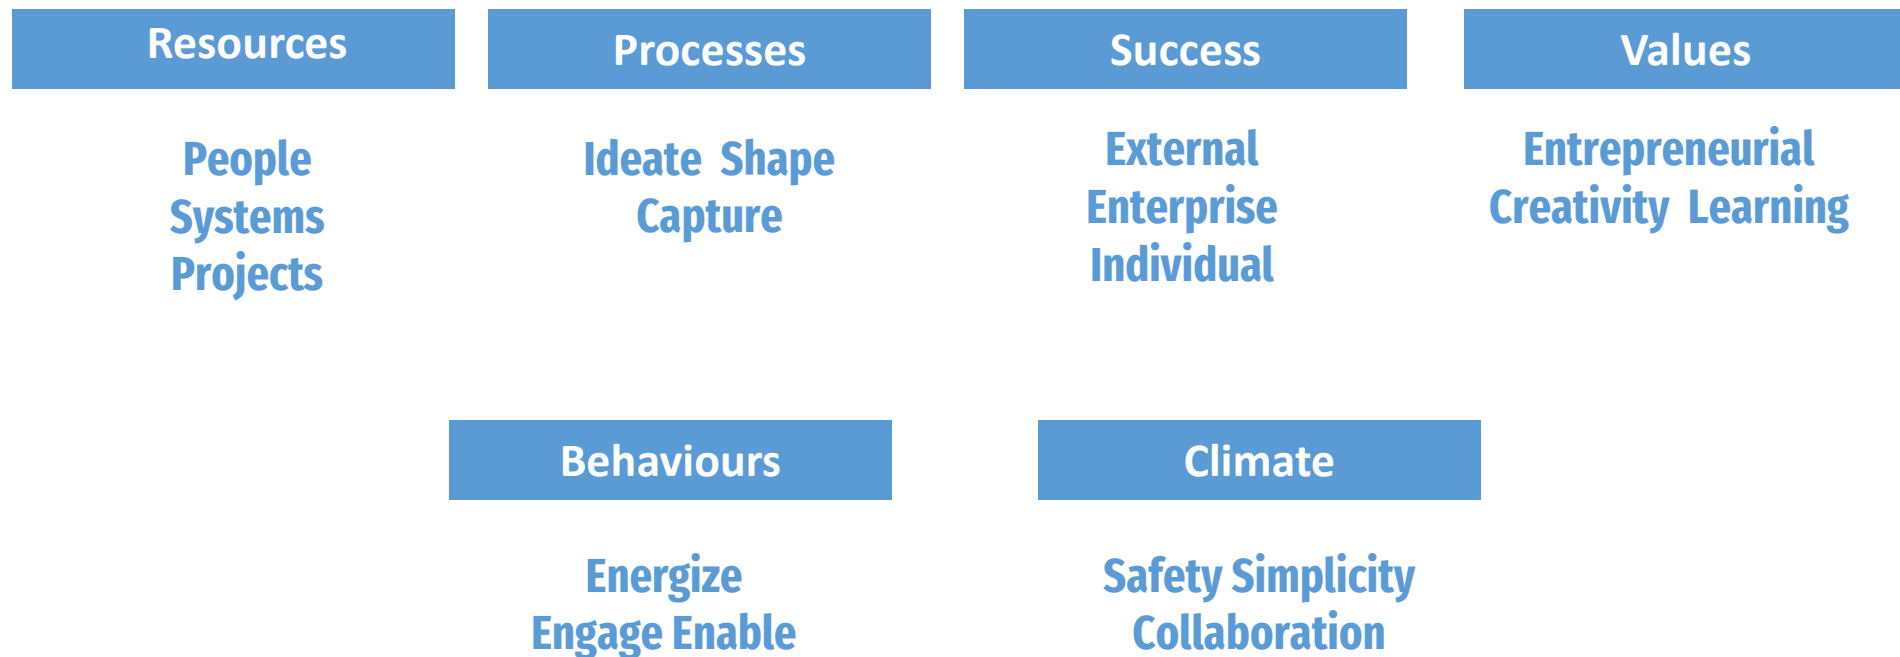 Resources
People
Systems
Projects
Processes
Ideate Shape
Capture
Success
External
Enterprise
Individual
Values
Entrepreneurial
Creativity Learning
Behaviours
Energize
Engage Enable
Climate
Safety Simplicity
Collaboration